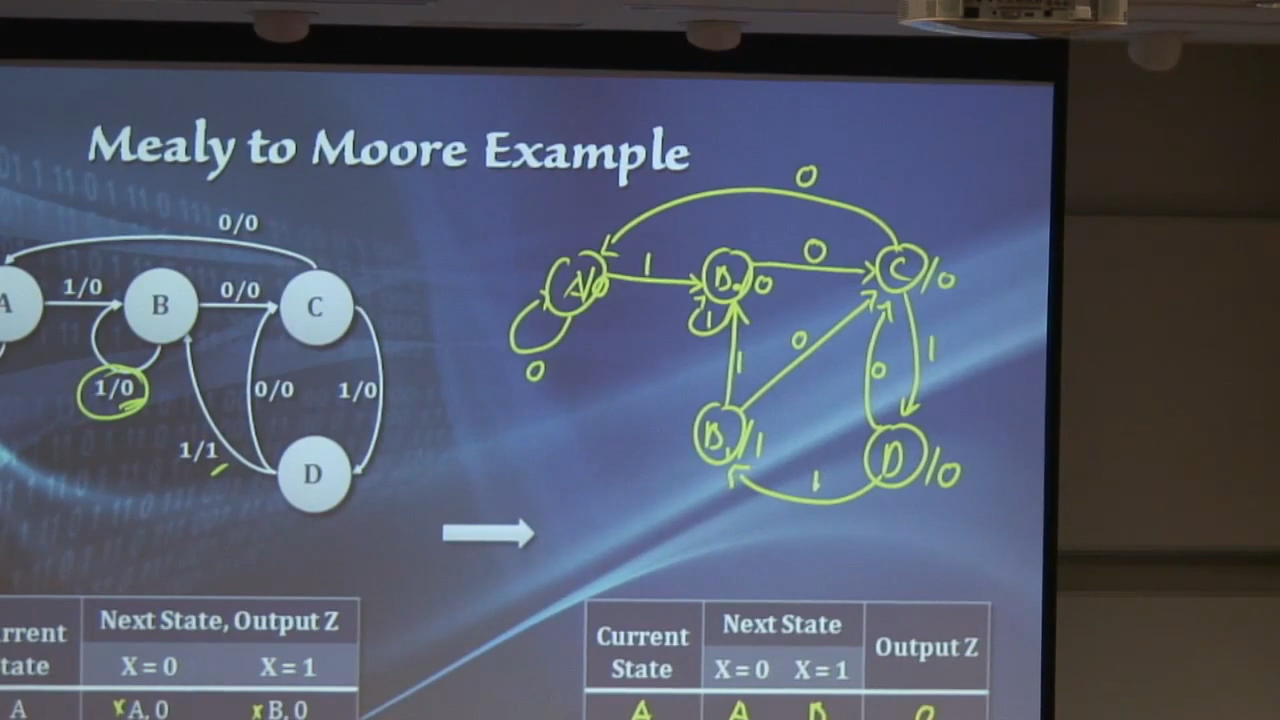 Mealy to Moore Example
0/0
A
1/0
B
0/0
C
1/0
0/0
1/0
1/1
D
0
1
0
C/0
0
1
0
1
0
1
0
1
D/0
1
rrent
tate
Next State, Output Z
X = 0 X = 1
A
A, 0
B, 0
Current
State
Next State
X = 0 X = 1
Output Z
A A B 0